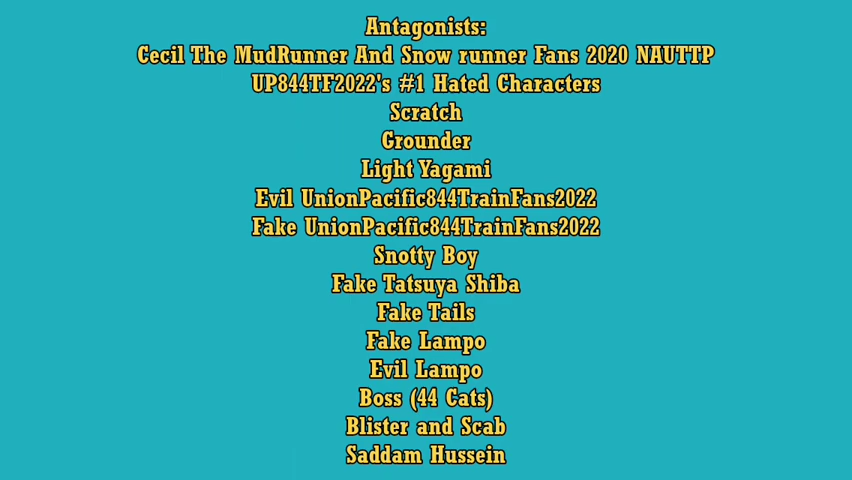 Antagonists:
Cecil The MudRunner And Snow runner Fans 2020 NAUTTP
UP844TF2022's #1 Hated Characters
Scratch
Grounder
Light Yagami
Evil UnionPacific844TrainFans2022
Fake UnionPacific844TrainFans2022
Snotty Boy
Fake Tatsuya Shiba
Fake Tails
Fake Lampo
Evil Lampo
Boss (44 Cats)
Blister and Scab
Saddam Hussein